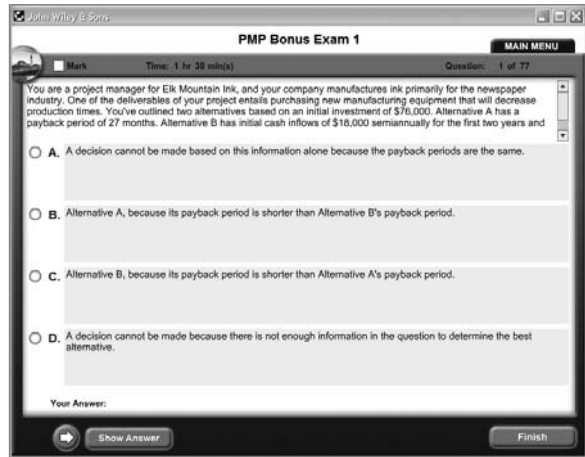 John Wiley & Sons
PMP Bonus Exam 1
MAIN MENU
Mark
Time: 1 hr 38 min(s)
Question: 1 of 77
You are a project manager for Elk Mountain Ink, and your company manufactures ink primarily for the newspaper
industry. One of the deliverables of your project entails purchasing new manufacturing equipment that will decrease
production times. You've outlined two alternatives based on an initial investment of $76,000. Alternative A has a
payback period of 27 months. Alternative B has initial cash inflows of $18,000 semiannually for the first two years and
A. A decision cannot be made based on this information alone because the payback periods are the same.
B. Alternative A, because its payback period is shorter than Alternative B's payback period.
C. Alternative B, because its payback period is shorter than Alternative A's payback period.
D. A decision cannot be made because there is not enough information in the question to determine the best
alternative.
Your Answer:
Show Answer
Finish